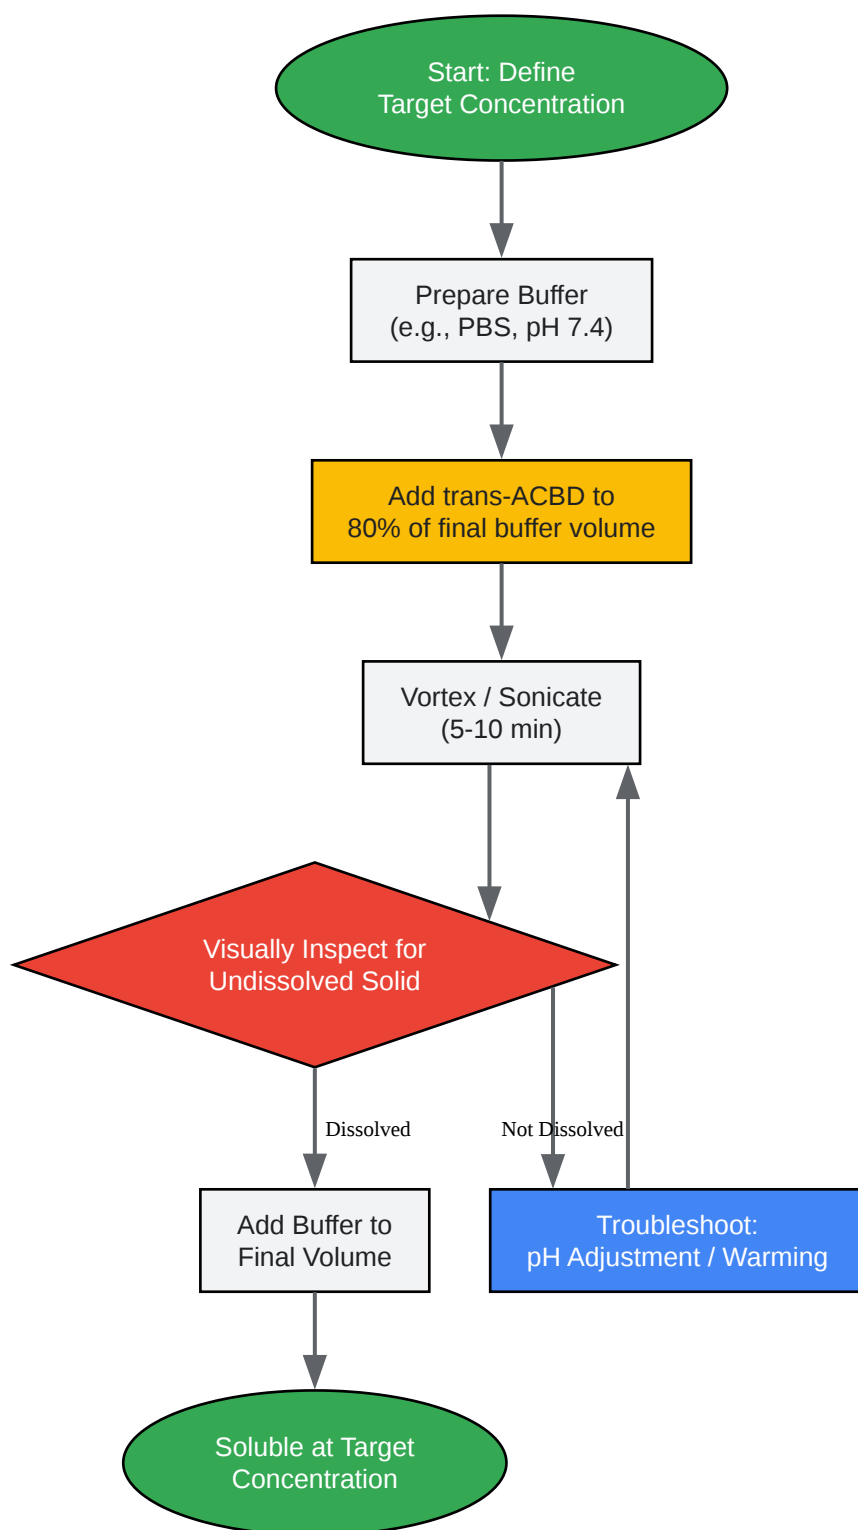 Start: Define
Target Concentration
Prepare Buffer
(e.g., PBS, pH 7.4)
Add trans-ACBD to
80% of final buffer volume
Vortex / Sonicate
(5-10 min)
Visually Inspect for
Undissolved Solid
Dissolved
Not Dissolved
Add Buffer to
Final Volume
Troubleshoot:
pH Adjustment / Warming
Soluble at Target
Concentration